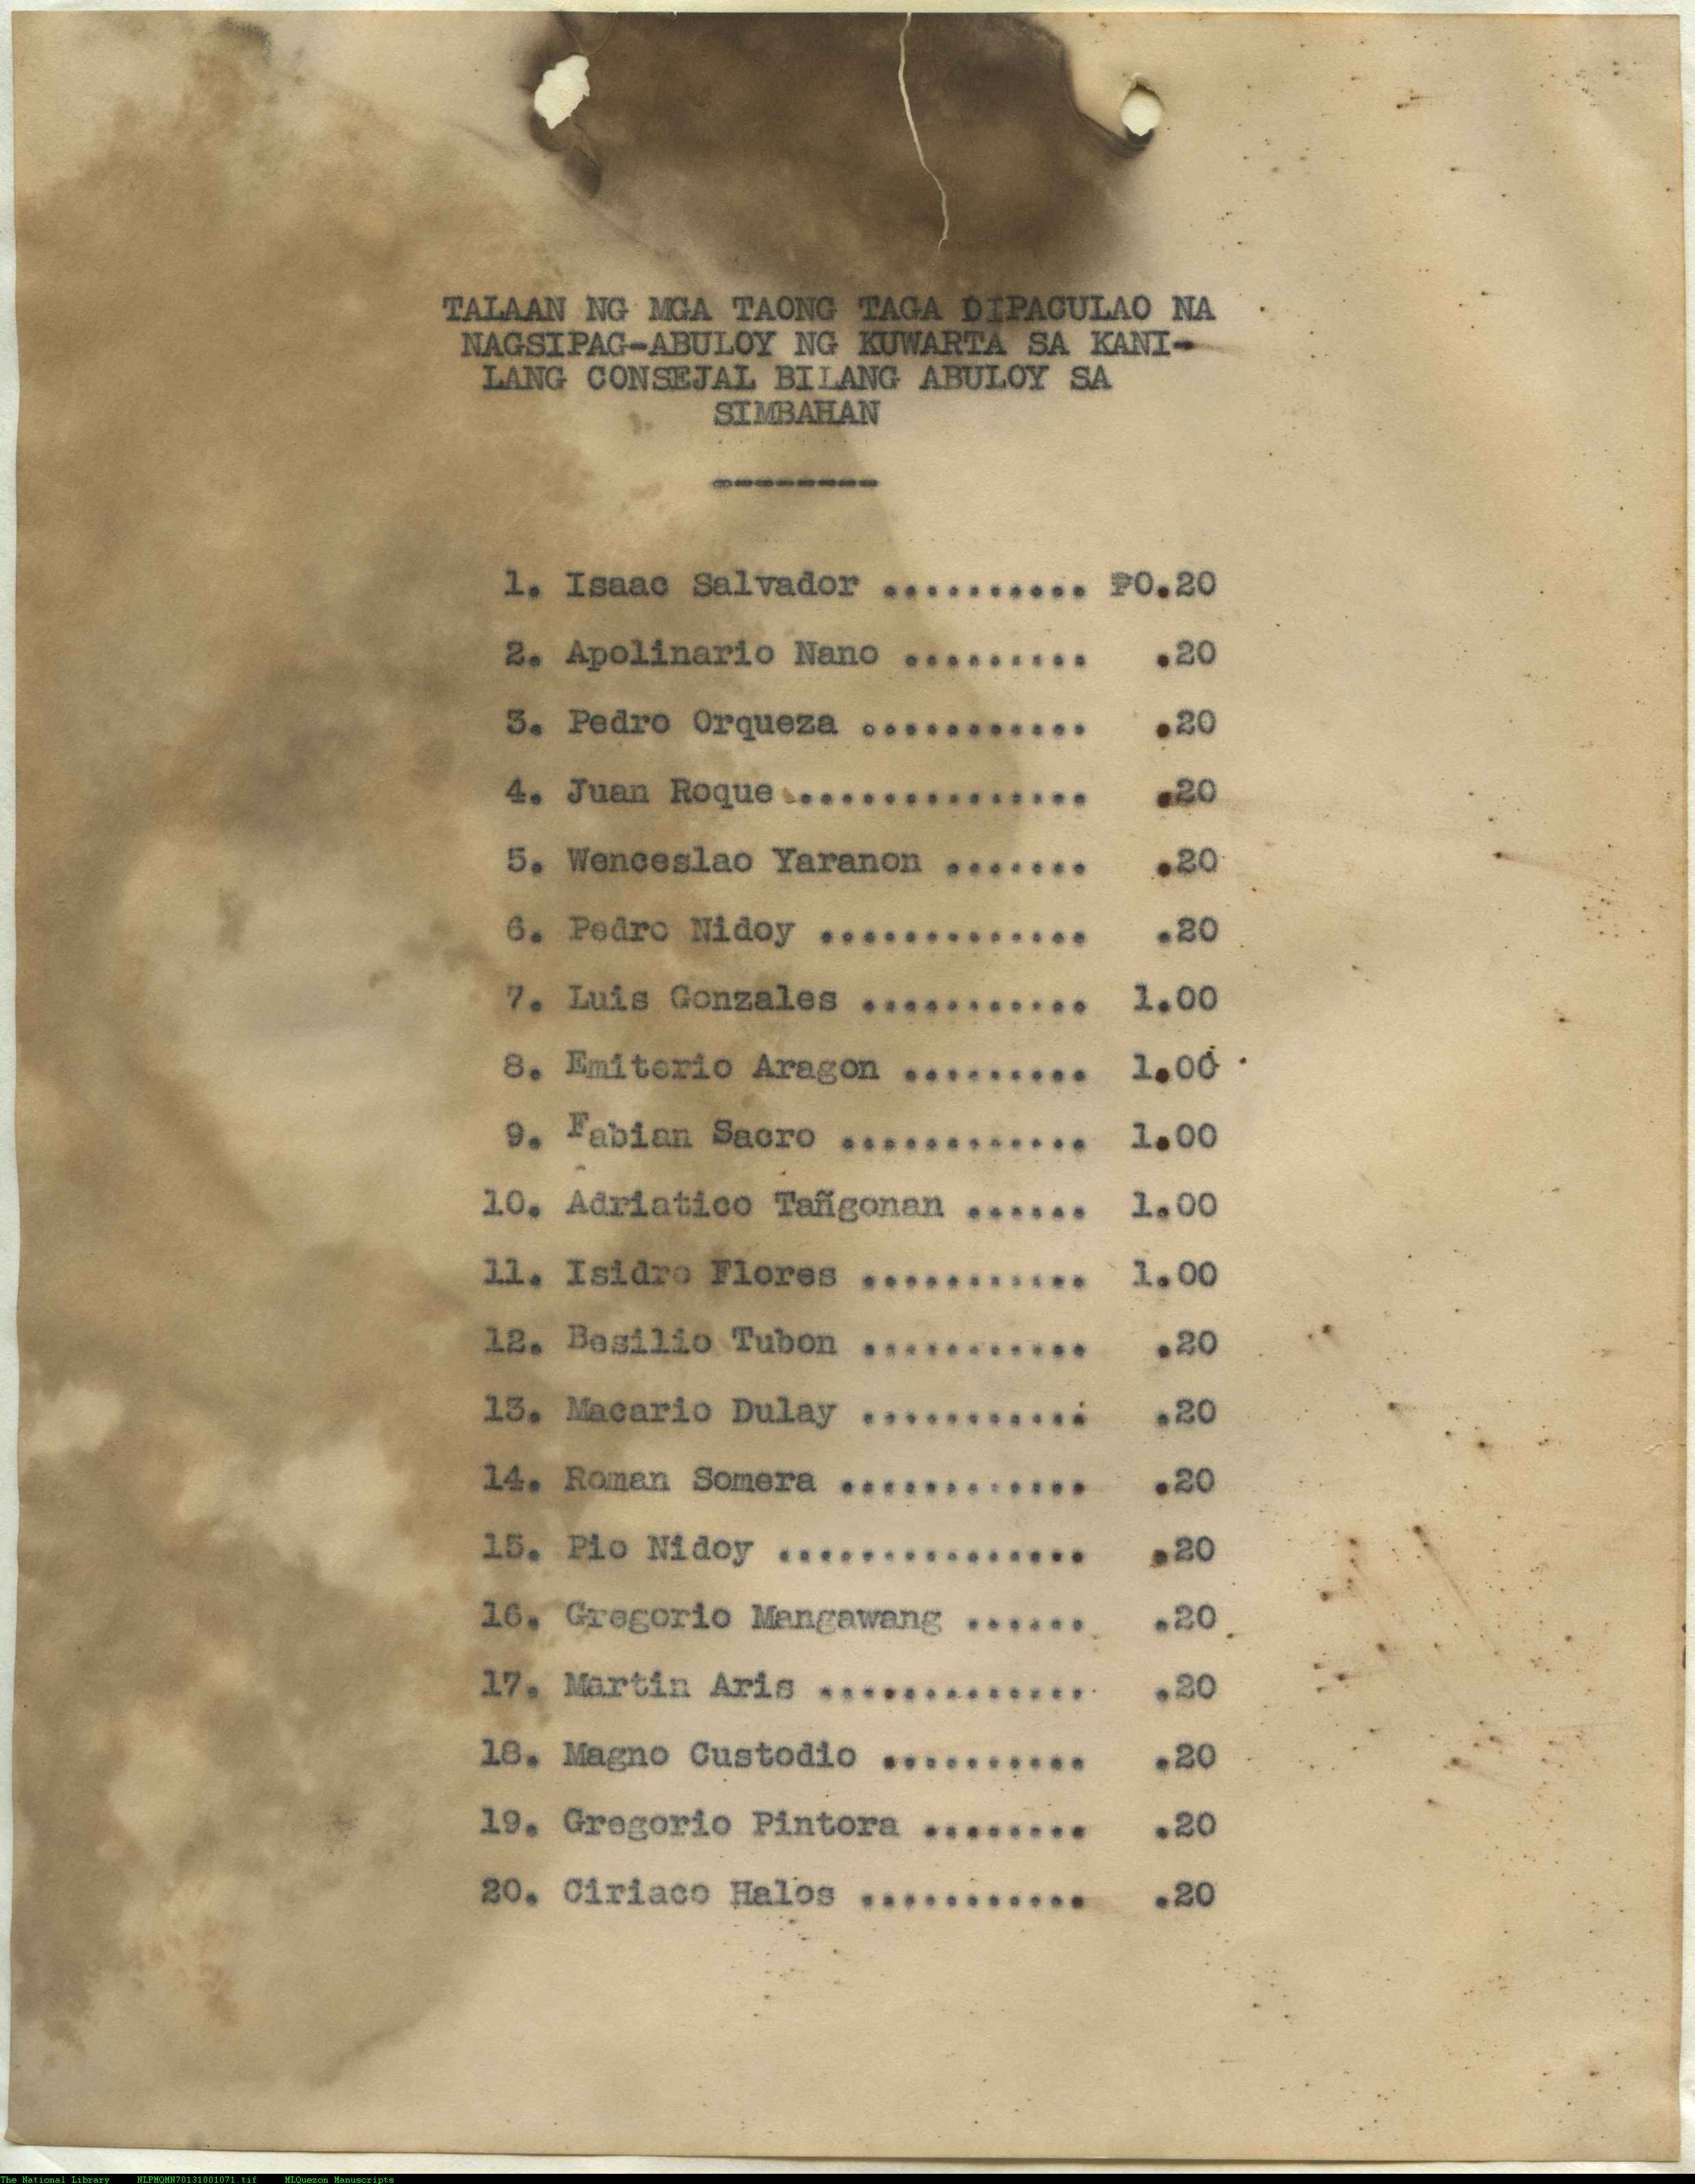 TALAAN NG MGA TAONG TAGA DIPACULAO NA
NAGSIPAG-ABULOY NG KUWARTA SA KANI-
LANG CONSEJAL BILANG ABULOY SA
SIMBAHAN
--------
1. Isaac Salvador .......... ₱0.20
2. Apolinario Nano ......... .20
3. Pedro Orqueza ........... .20
4. Juan Roque .............. .20
5. Wenceslao Yaranon ....... .20
6. Pedro Nidoy ............. .20
7. Luis Gonzales ........... 1.00
8. Emiterio Aragon ......... 1.00
9. Fabian Sacro ............ 1.00
10. Adriatico Tañgonan ...... 1.00
11. Isidro Flores ........... 1.00
12. Besilio Tubon ........... .20
13. Macario Dulay ........... .20
14. Roman Somera ............ .20
15. Pio Nidoy ............... .20
16. Gregorio Mangawang ...... .20
17. Martin Aris ............. .20
18. Magno Custodio .......... .20
19. Gregorio Pintora ........ .20
20. Ciriaco Halos ........... .20
The National Library NLPMQMN70131001071.tif MLQuezon Manuscripts